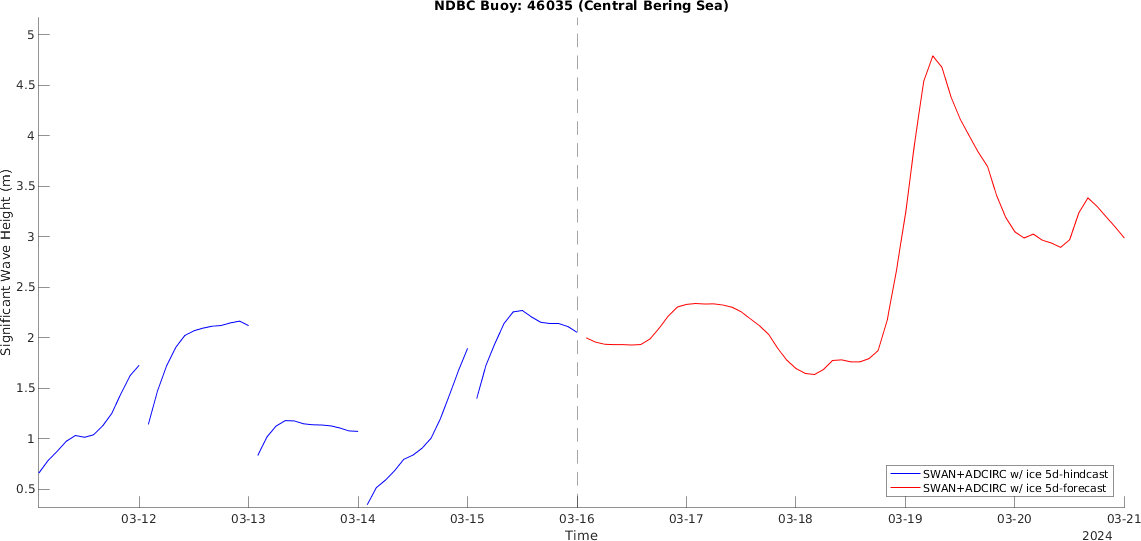 NDBC Buoy: 46035 (Central Bering Sea)
5
4.5
4
3.5
3
2.5
2
1.5
1
0.5
Significant Wave Height (m)
SWAN+ADCIRC w/ ice 5d-hindcast
SWAN+ADCIRC w/ ice 5d-forecast
03-12 03-13 03-14 03-15 03-16 03-17 03-18 03-19 03-20 03-21
Time
2024